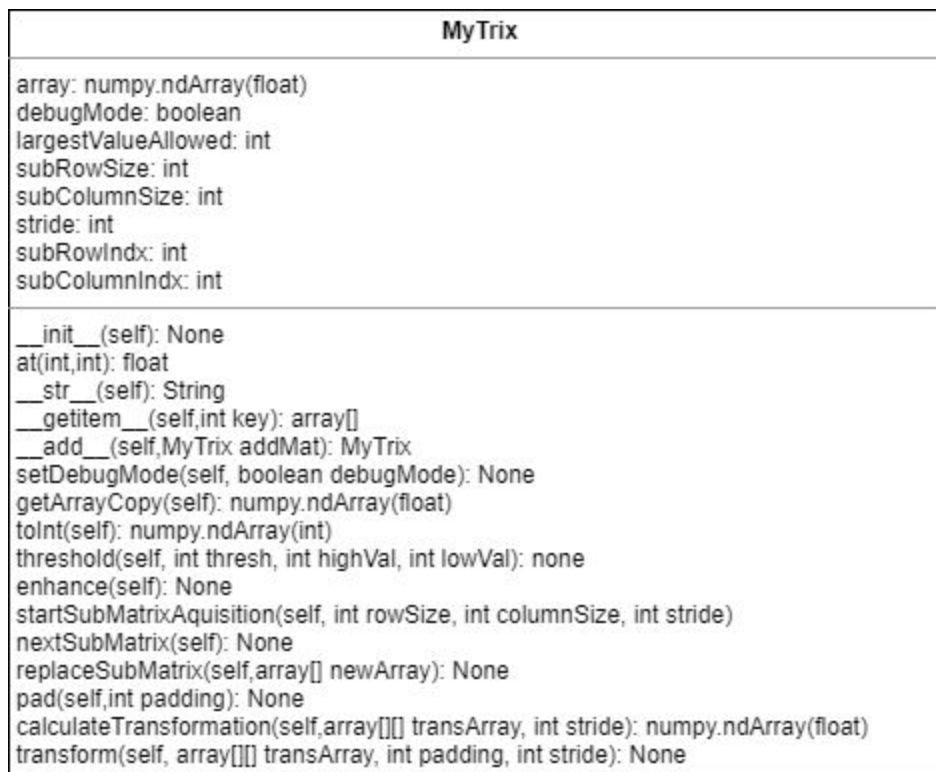 MyTrix
array: numpy.ndArray(float)
debugMode: boolean
largestValueAllowed: int
subRowSize: int
subColumnSize: int
stride: int
subRowIndx: int
subColumnIndx: int
__init__(self): None
at(int,int): float
__str__(self): String
__getitem__(self,int key): array[]
__add__(self,MyTrix addMat): MyTrix
setDebugMode(self, boolean debugMode): None
getArrayCopy(self): numpy.ndArray(float)
toInt(self): numpy.ndArray(int)
threshold(self, int thresh, int highVal, int lowVal): none
enhance(self): None
startSubMatrixAquisition(self, int rowSize, int columnSize, int stride)
nextSubMatrix(self): None
replaceSubMatrix(self,array[] newArray): None
pad(self,int padding): None
calculateTransformation(self,array[][] transArray, int stride): numpy.ndArray(float)
transform(self, array[][] transArray, int padding, int stride): None